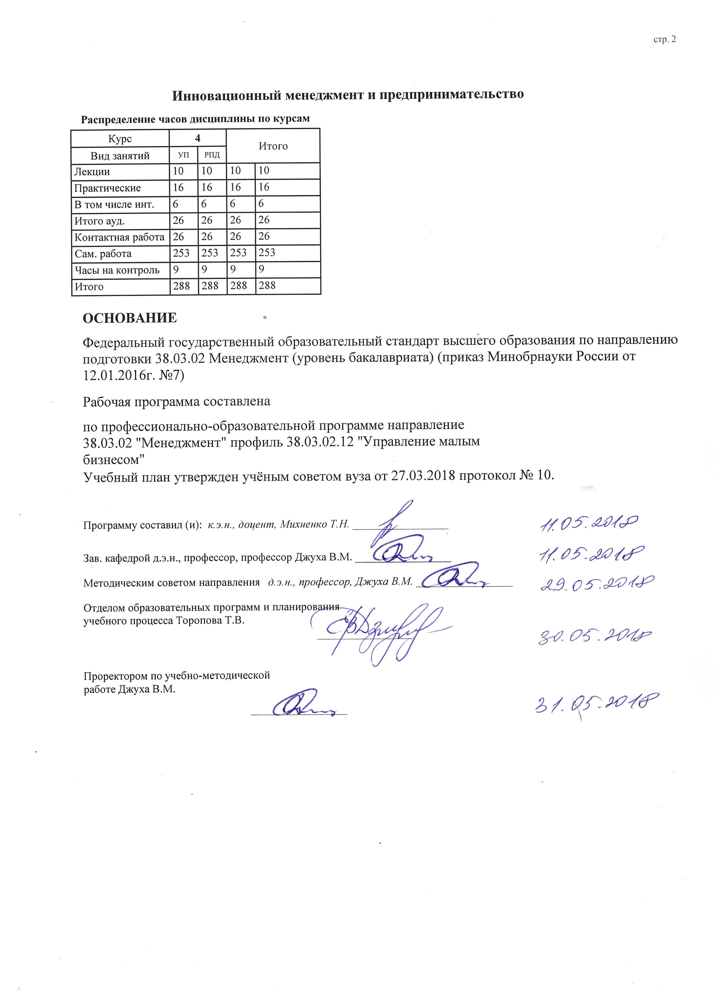 стр. 2
Инновационный менеджмент и предпринимательство
Распределение часов дисциплины по курсам
Курс 4 Итого
Вид занятий УП РПД
Лекции 10 10 10 10
Практические 16 16 16 16
В том числе инт. 6 6 6 6
Итого ауд. 26 26 26 26
Контактная работа 26 26 26 26
Сам. работа 253 253 253 253
Часы на контроль 9 9 9 9
Итого 288 288 288 288
ОСНОВАНИЕ
Федеральный государственный образовательный стандарт высшего образования по направлению
подготовки 38.03.02 Менеджмент (уровень бакалавриата) (приказ Минобрнауки России от
12.01.2016г. №7)
Рабочая программа составлена
по профессионально-образовательной программе направление
38.03.02 "Менеджмент" профиль 38.03.02.12 "Управление малым
бизнесом"
Учебный план утвержден учёным советом вуза от 27.03.2018 протокол № 10.
Программу составил (и): к.э.н., доцент, Михненко Т.Н. 11.05.2018
Зав. кафедрой д.э.н., профессор, профессор Джуха В.М. 11.05.2018
Методическим советом направления д.э.н., профессор, Джуха В.М. 29.05.2018
Отделом образовательных программ и планирования
учебного процесса Торопова Т.В.
30.05.2018
Проректором по учебно-методической
работе Джуха В.М.
31.05.2018